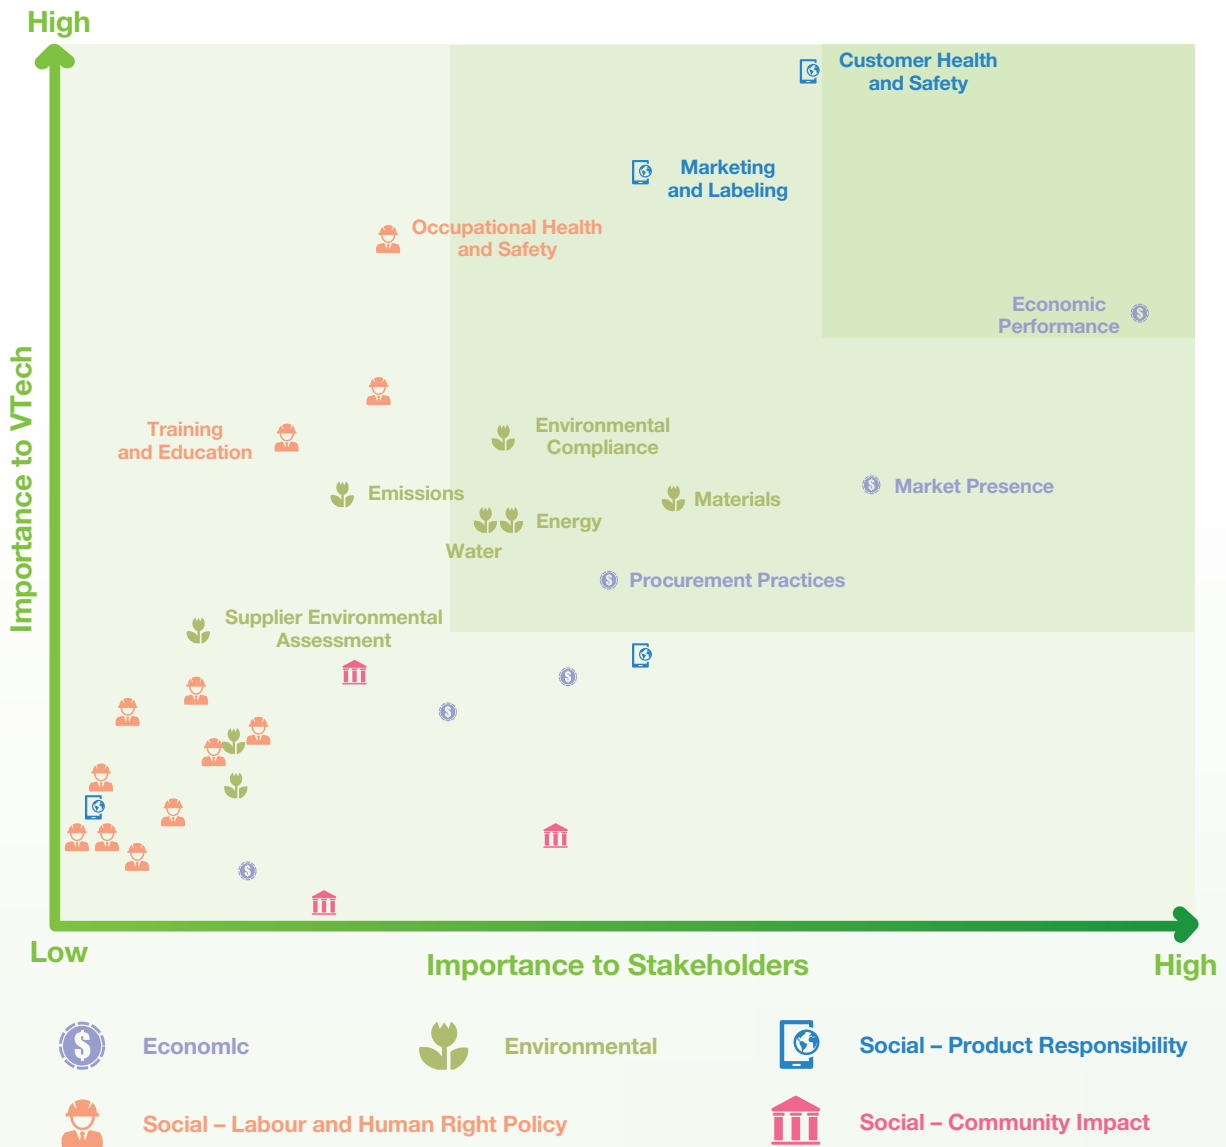 High
Customer Health
and Safety
Marketing
and Labeling
Occupational Health
and Safety
Economic
Performance
Importance to VTech
Training
and Education
Environmental
Compliance
Emissions
Materials
Market Presence
Energy
Water
Procurement Practices
Supplier Environmental
Assessment
Low
Importance to Stakeholders
High
Economlc
Environmental
Social – Product Responsibility
Social – Labour and Human Right Policy
Social – Community Impact